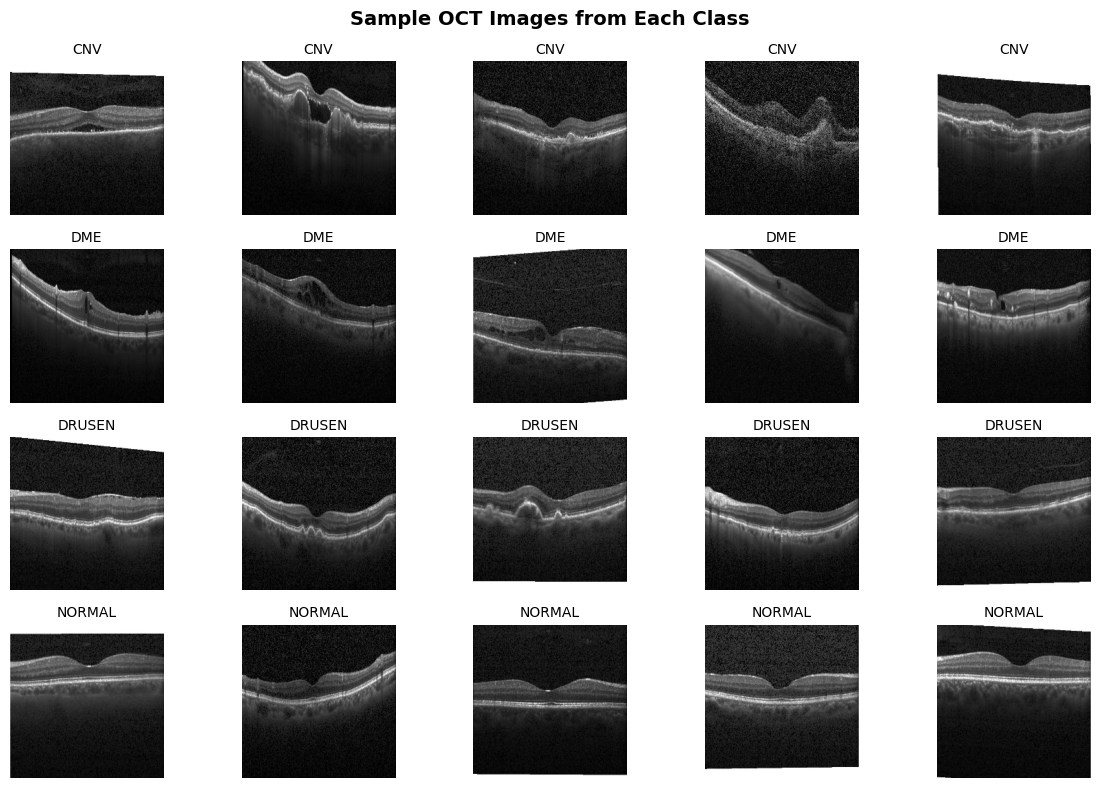 Sample OCT Images from Each Class
CNV CNV CNV CNV CNV
DME DME DME DME DME
DRUSEN DRUSEN DRUSEN DRUSEN DRUSEN
NORMAL NORMAL NORMAL NORMAL NORMAL